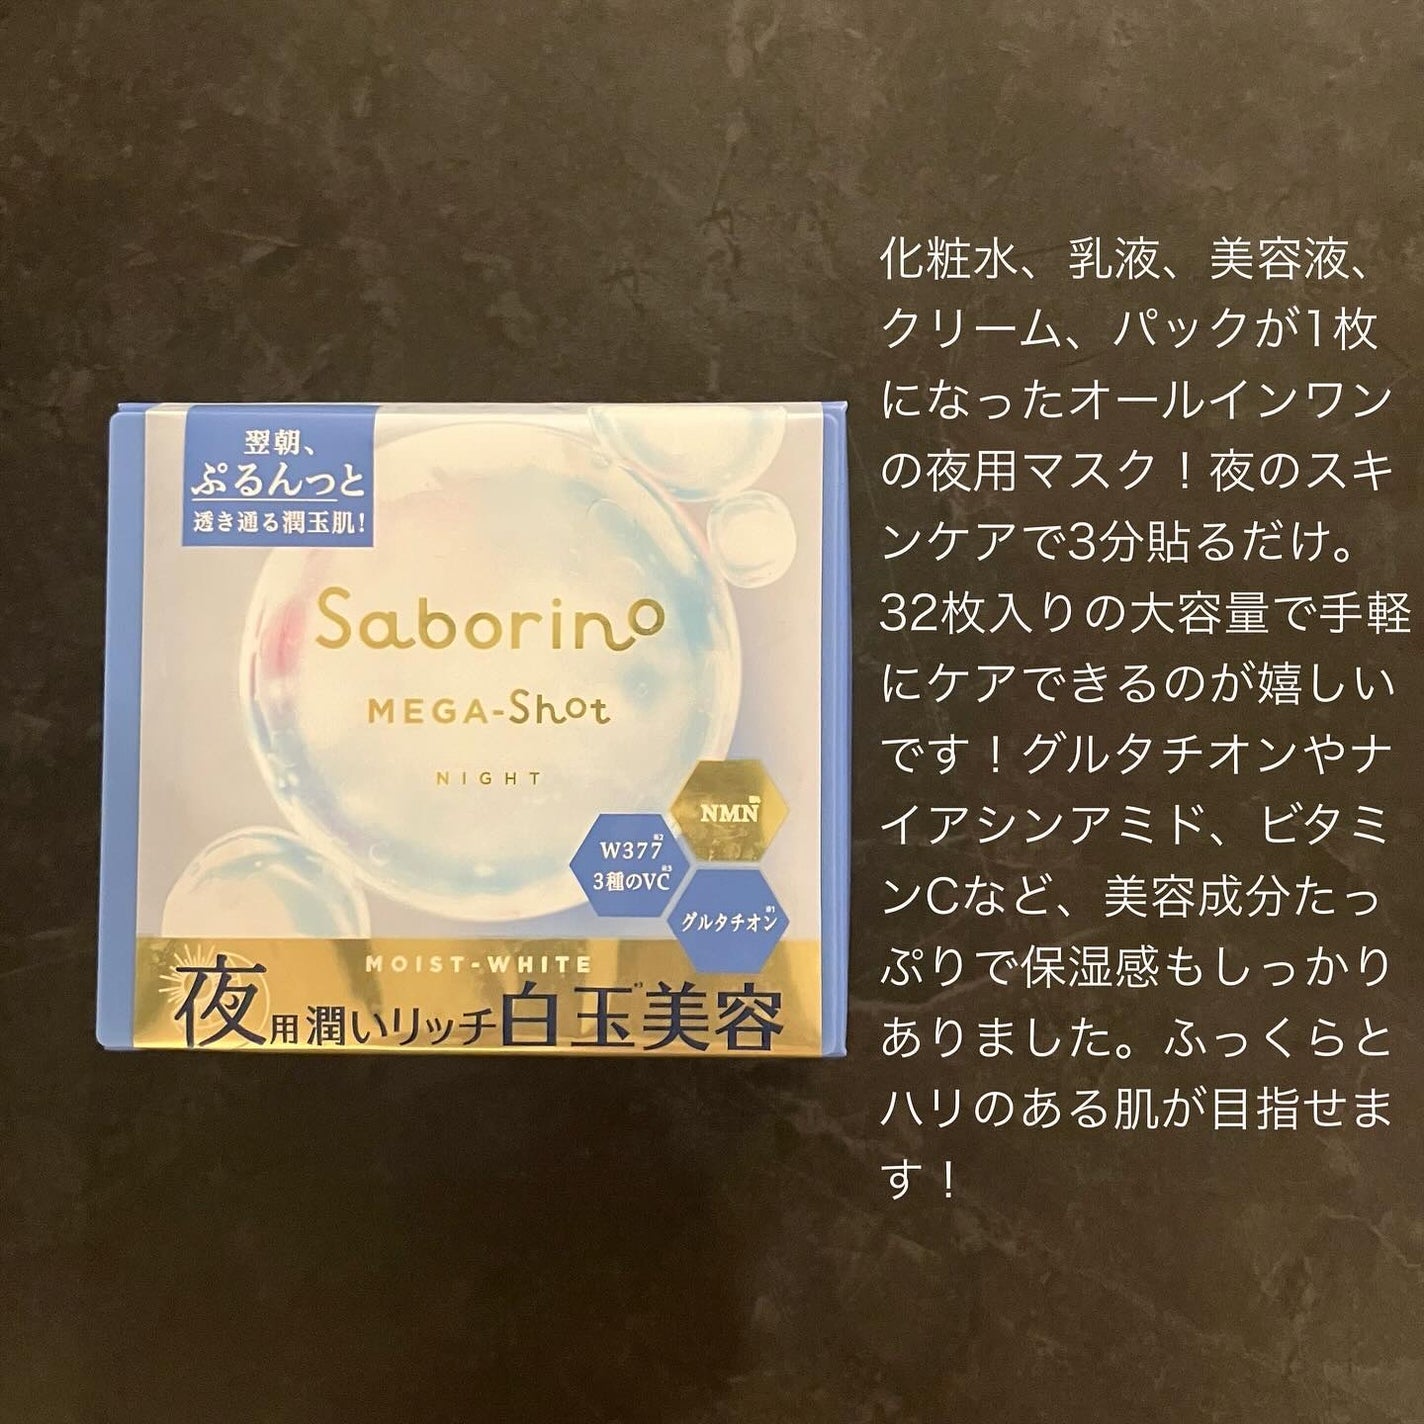 翌朝、
ぷるんっと
透き通る潤玉肌!
Saborino
MEGA-Shot
NIGHT
NMN
W377※2
3種のVC※3
グルタチオン※1
MOIST-WHITE
夜用潤いリッチ白玉※3美容
化粧水、乳液、美容液、
クリーム、パックが1枚
になったオールインワン
の夜用マスク！夜のスキ
ンケアで3分貼るだけ。
32枚入りの大容量で手軽
にケアできるのが嬉しい
です！グルタチオンやナ
イアシンアミド、ビタミ
ンCなど、美容成分たっ
ぷりで保湿感もしっかり
ありました。ふっくらと
ハリのある肌が目指せま
す！